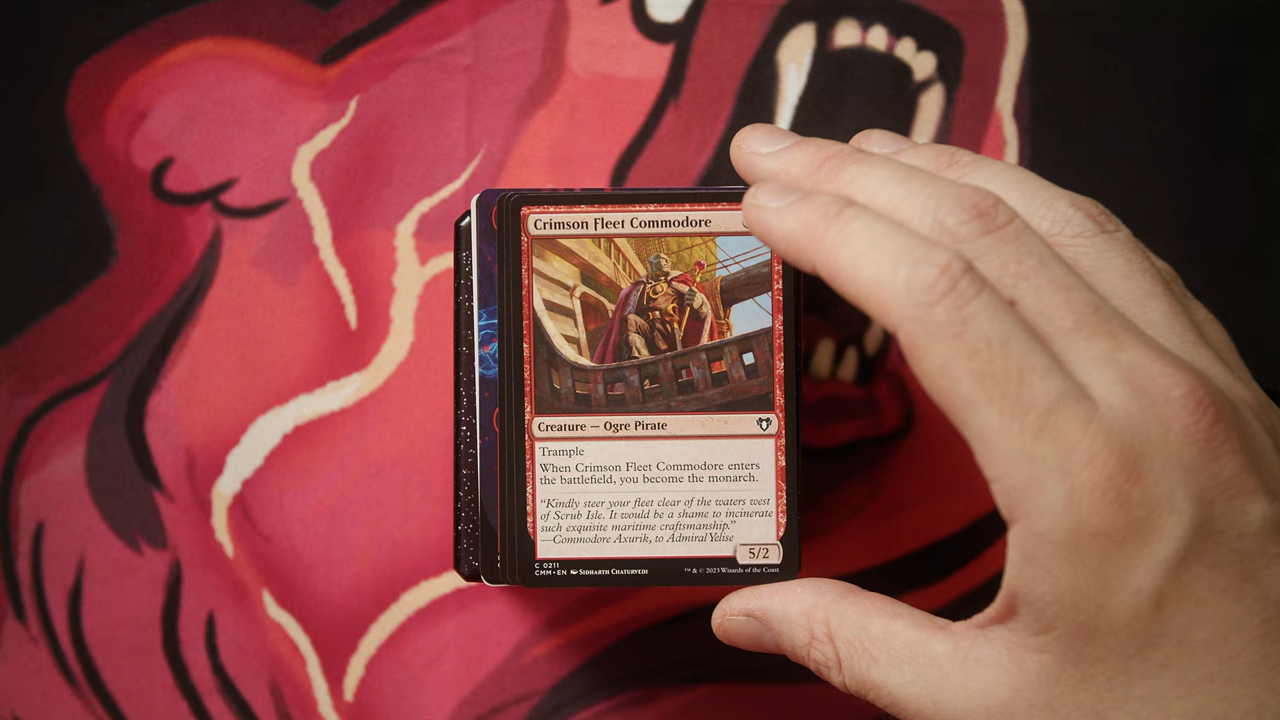 Crimson Fleet Commodore
Creature — Ogre Pirate
Trample
When Crimson Fleet Commodore enters
the battlefield, you become the monarch.
“Kindly steer your fleet clear of the waters west
of Scrub Isle. It would be a shame to incinerate
such exquisite maritime craftsmanship.”
—Commodore Axurik, to Admiral Yelise
5/2
C 0211
CMM • EN Sidharth Chaturvedi
™ & © 2023 Wizards of the Coast